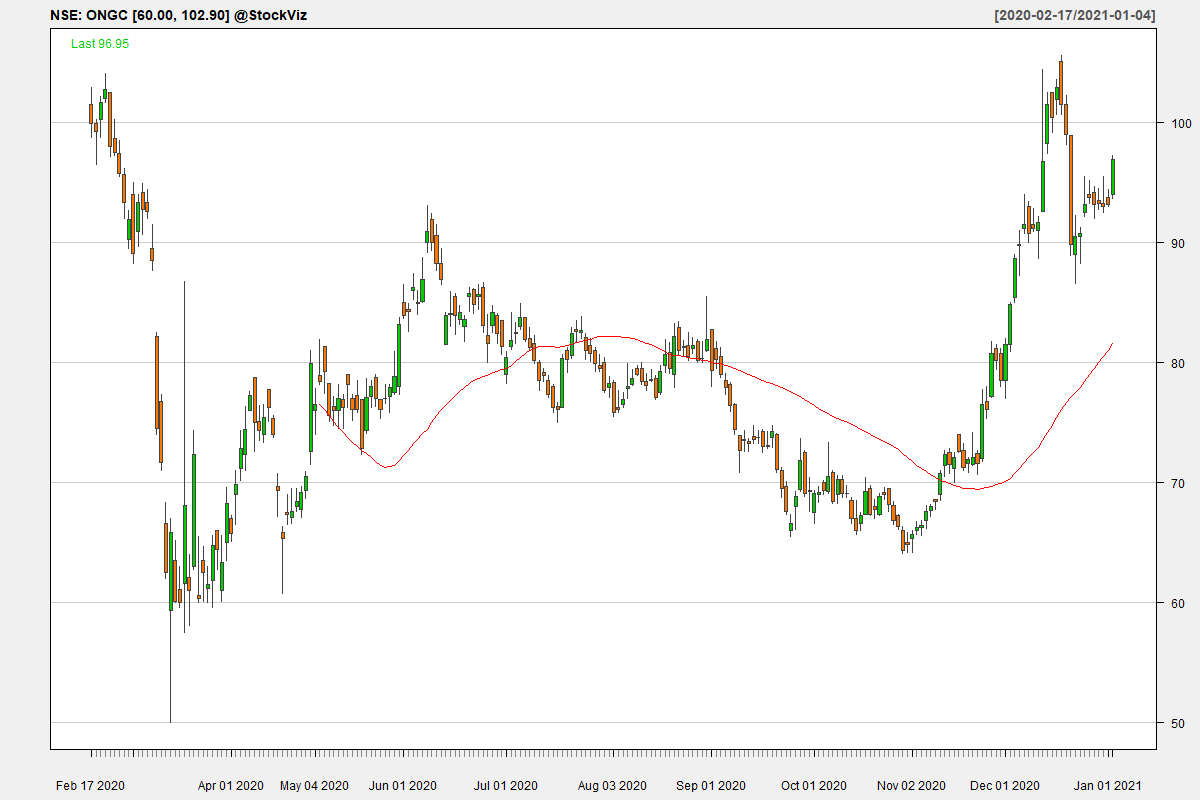 NSE: ONGC [60.00, 102.90] @StockViz
[2020-02-17/2021-01-04]
Last 96.95
100
90
80
70
60
50
Feb 17 2020
Apr 01 2020
May 04 2020
Jun 01 2020
Jul 01 2020
Aug 03 2020
Sep 01 2020
Oct 01 2020
Nov 02 2020
Dec 01 2020
Jan 01 2021